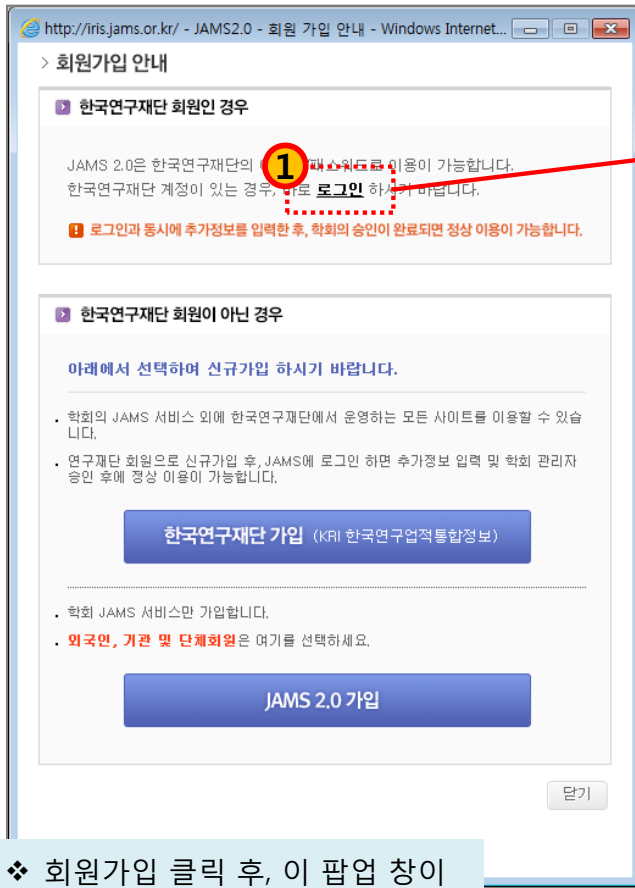 http://iris.jams.or.kr/ - JAMS2.0 - 회원 가입 안내 - Windows Internet...
> 회원가입 안내
한국연구재단 회원인 경우
JAMS 2.0은 한국연구재단의 이용이 가능합니다.
1
한국연구재단 계정이 있는 경우, 바로 로그인 하시기 바랍니다.
! 로그인과 동시에 추가정보를 입력한 후, 학회의 승인이 완료되면 정상 이용이 가능합니다.
한국연구재단 회원이 아닌 경우
아래에서 선택하여 신규가입 하시기 바랍니다.
. 학회의 JAMS 서비스 외에 한국연구재단에서 운영하는 모든 사이트를 이용할 수 있습
니다.
. 연구재단 회원으로 신규가입 후, JAMS에 로그인 하면 추가정보 입력 및 학회 관리자
승인 후에 정상 이용이 가능합니다.
한국연구재단 가입 (KRI 한국연구업적통합정보)
. 학회 JAMS 서비스만 가입합니다.
. 외국인, 기관 및 단체회원은 여기를 선택하세요.
JAMS 2.0 가입
닫기
❖ 회원가입 클릭 후, 이 팝업 창이